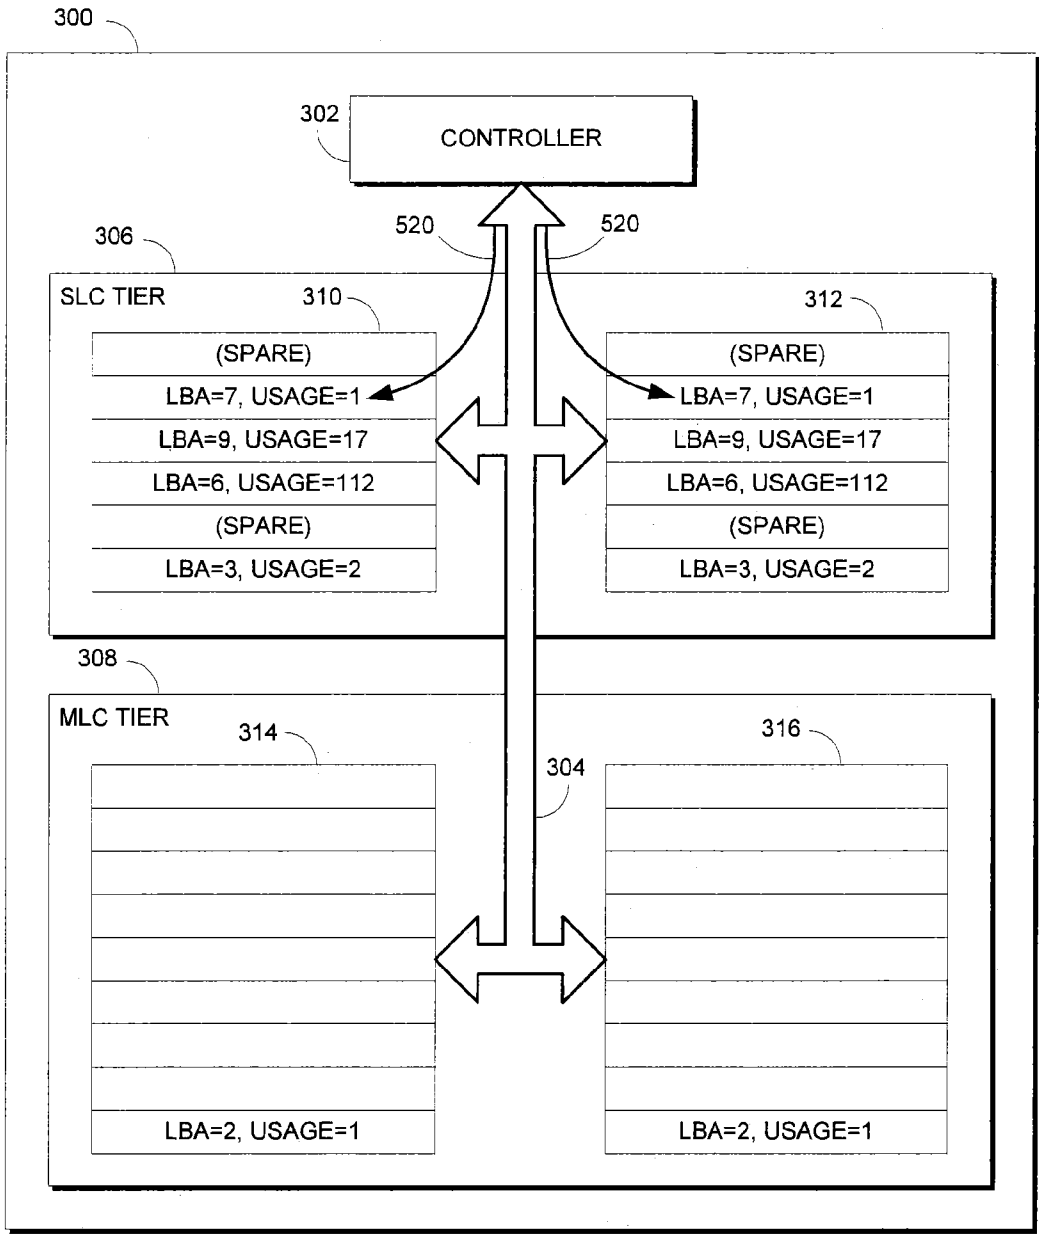 300
302
CONTROLLER
520 520
306
SLC TIER
310 312
(SPARE) (SPARE)
LBA=7, USAGE=1 LBA=7, USAGE=1
LBA=9, USAGE=17 LBA=9, USAGE=17
LBA=6, USAGE=112 LBA=6, USAGE=112
(SPARE) (SPARE)
LBA=3, USAGE=2 LBA=3, USAGE=2
308
MLC TIER
314 316
304
LBA=2, USAGE=1 LBA=2, USAGE=1